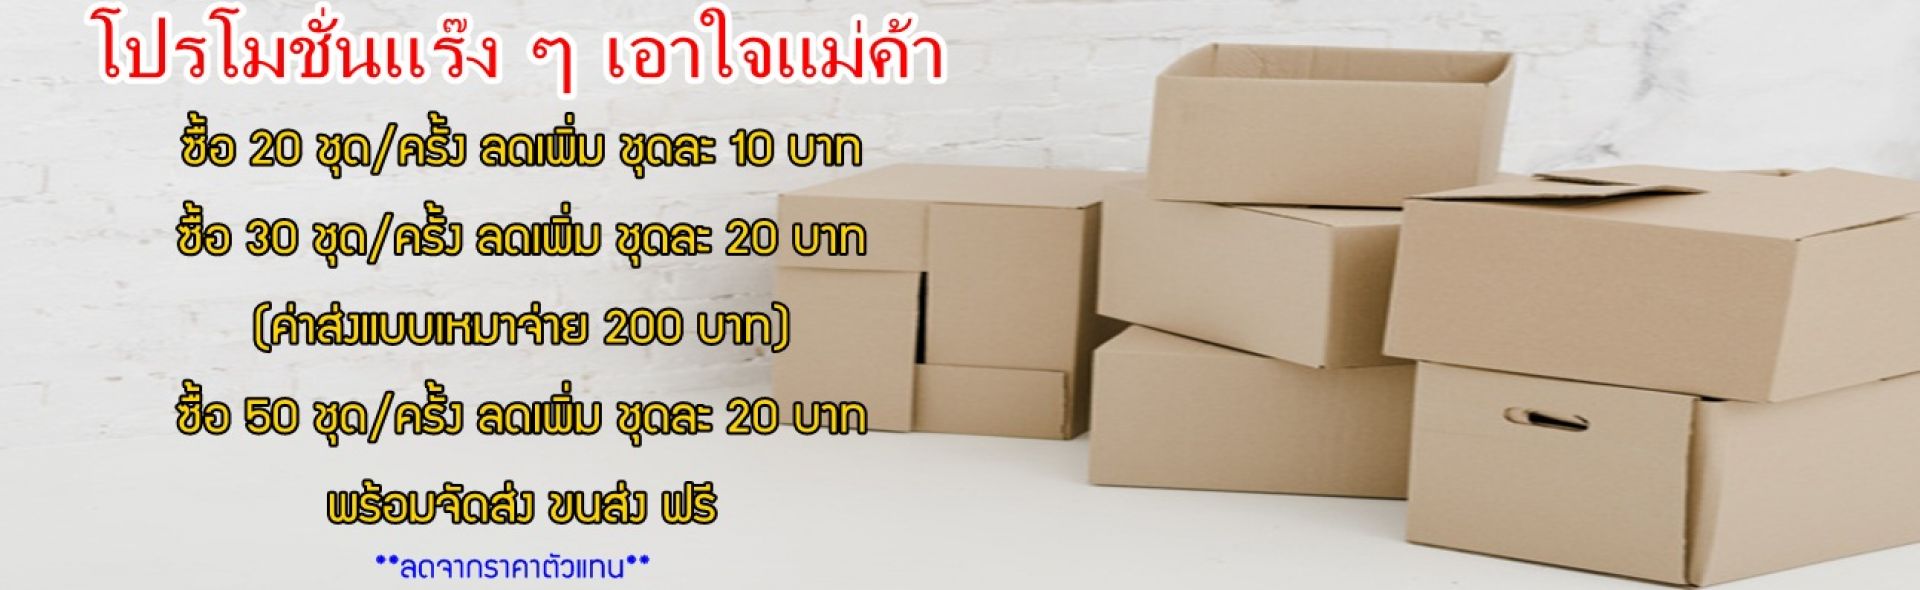 โปรโมชั่นแร๊ง ๆ เอาใจแม่ค้า
ซื้อ 20 ชุด/ครั้ง ลดเพิ่ม ชุดละ 10 บาท
ซื้อ 30 ชุด/ครั้ง ลดเพิ่ม ชุดละ 20 บาท
(ค่าส่งแบบเหมาจ่าย 200 บาท)
ซื้อ 50 ชุด/ครั้ง ลดเพิ่ม ชุดละ 20 บาท
พร้อมจัดส่ง ขนส่ง ฟรี
**ลดจากราคาตัวแทน**